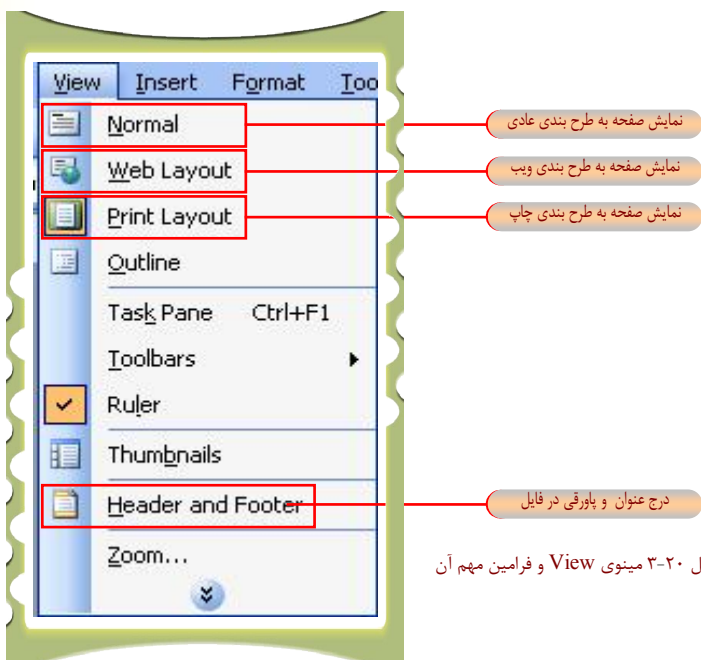 View Insert Format Too
Normal
نمایش صفحه به طرح بندی عادی
Web Layout
نمایش صفحه به طرح بندی وب
Print Layout
نمایش صفحه به طرح بندی چاپ
Outline
Task Pane Ctrl+F1
Toolbars
Ruler
Thumbnails
Header and Footer
درج عنوان و پاورقی در فایل
Zoom...
ل ۲۰-۳ مینوی View و فرامین مهم آن